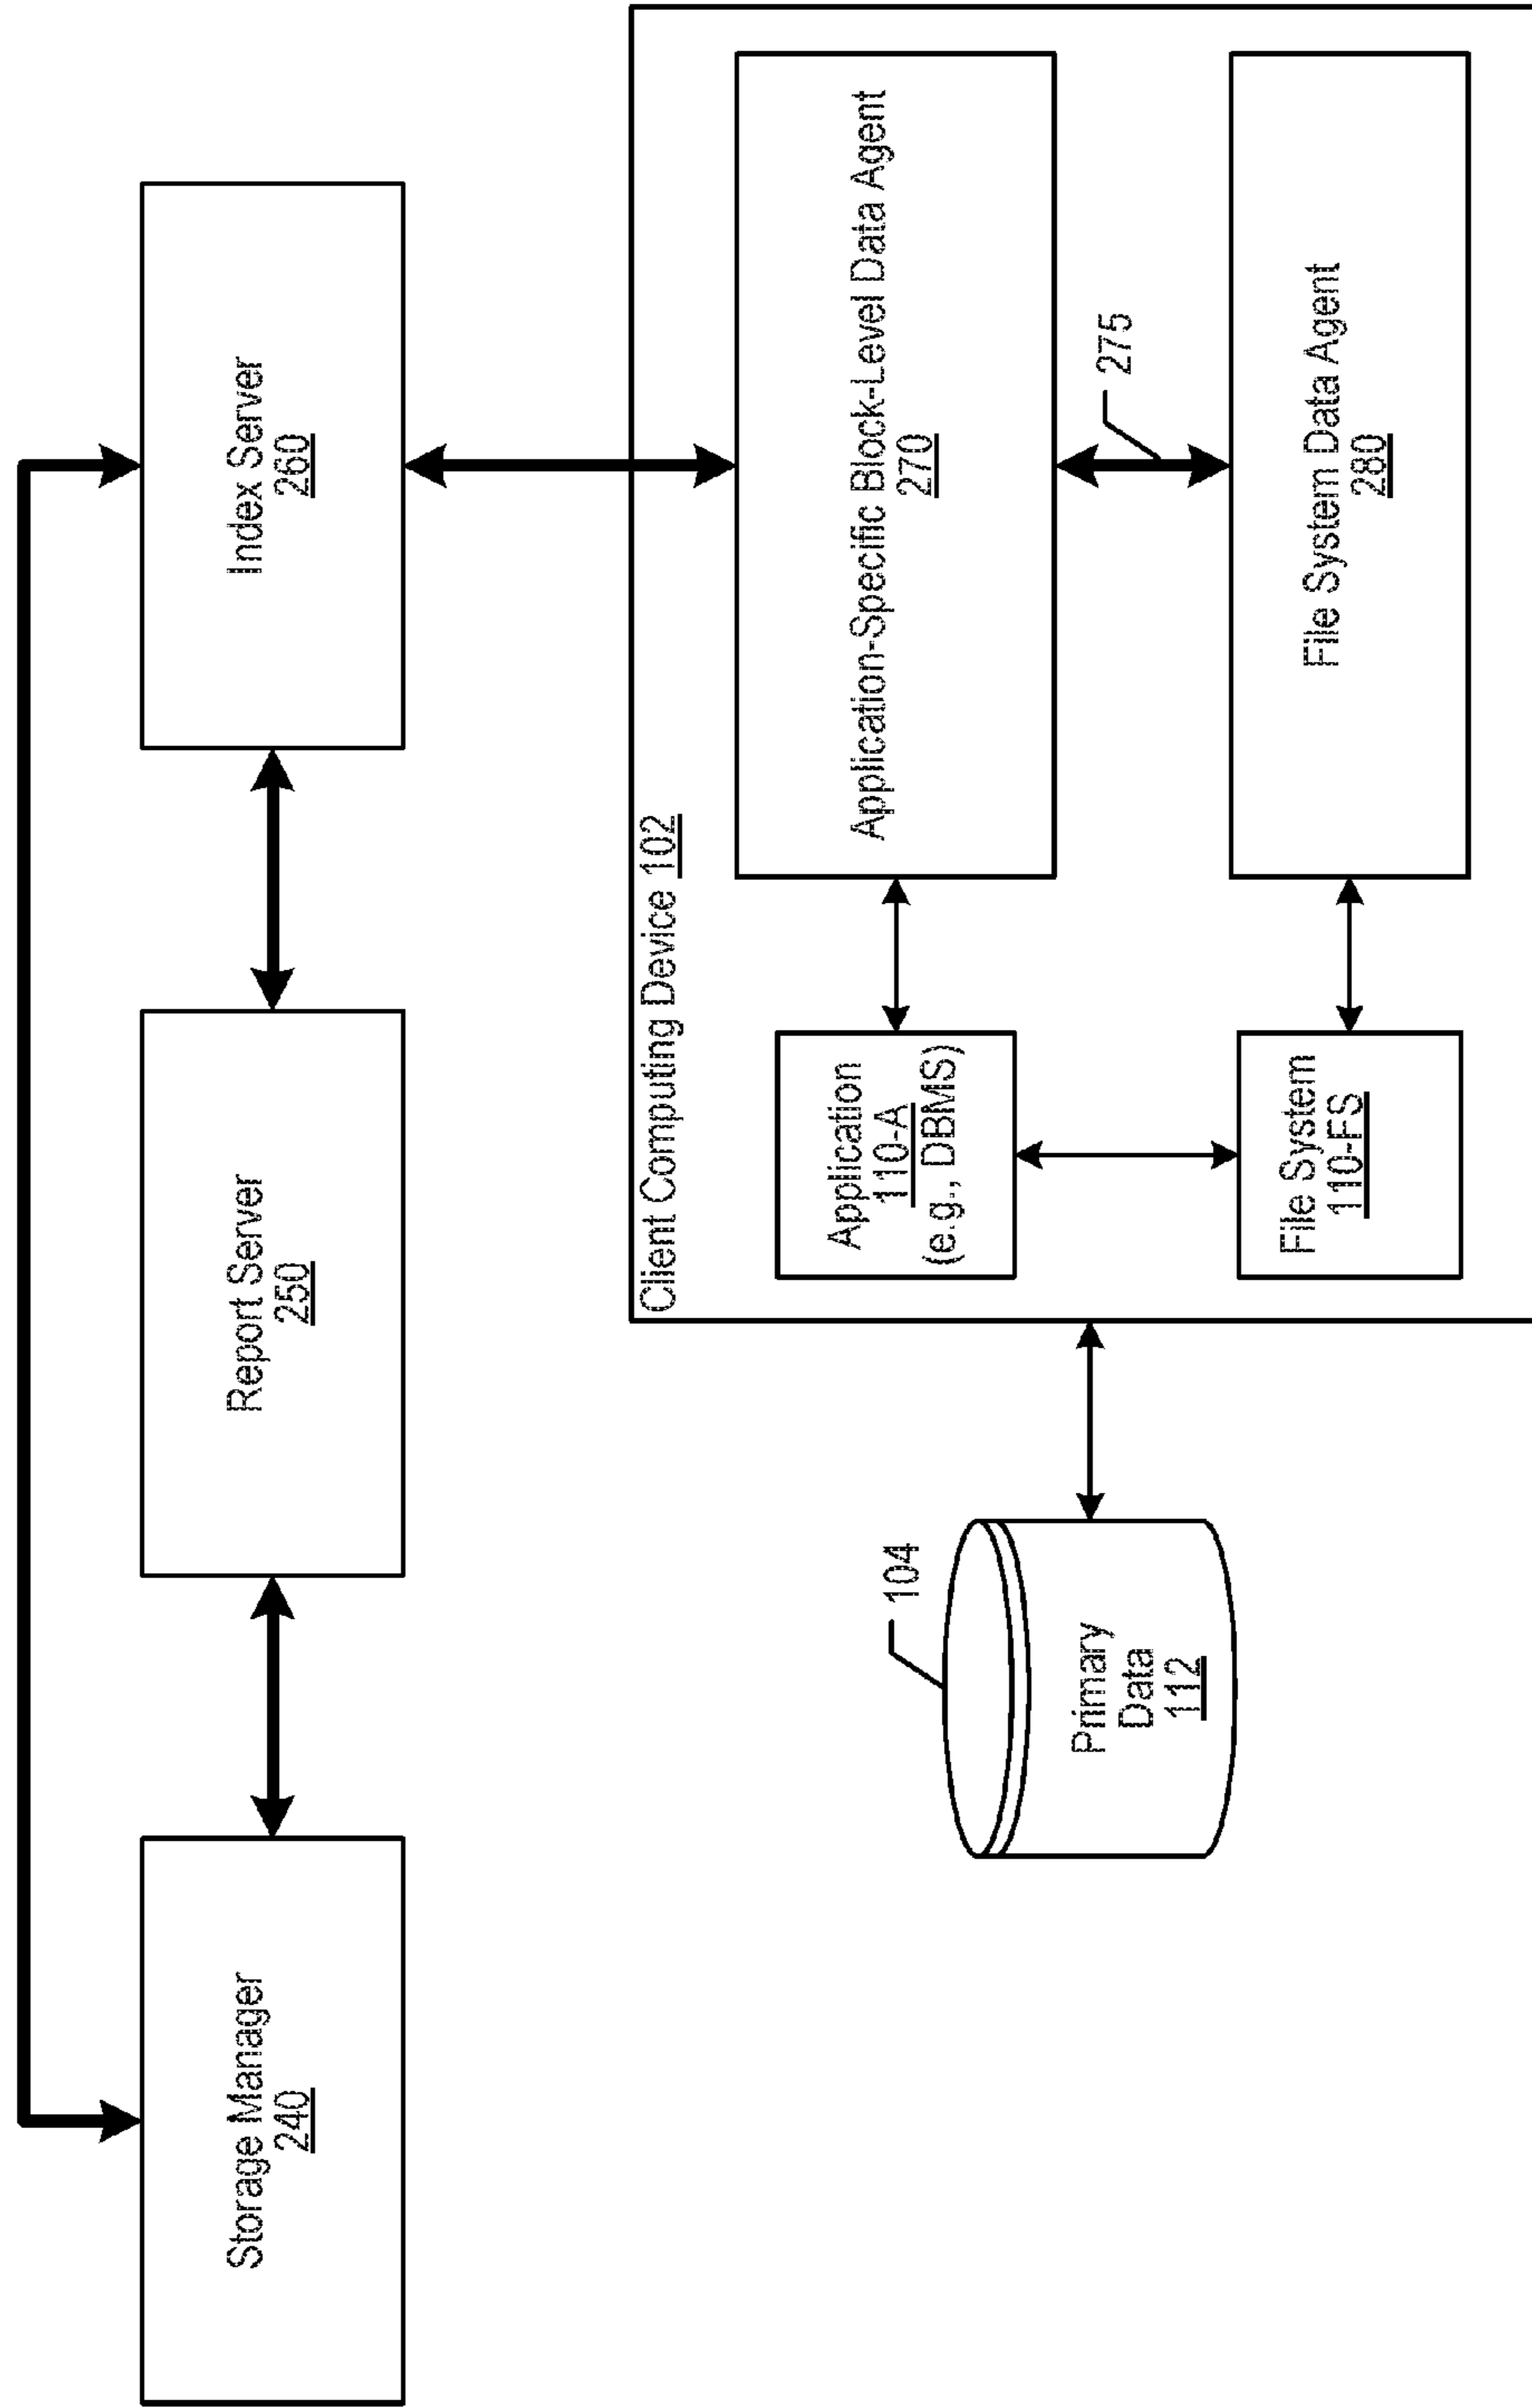 Storage Manager
240
Report Server
250
Index Server
260
Client Computing Device 102
Application
110-A
(e.g., DBMS)
Application-Specific Block-Level Data Agent
270
275
104
Primary
Data
112
File System
110-FS
File System Data Agent
280